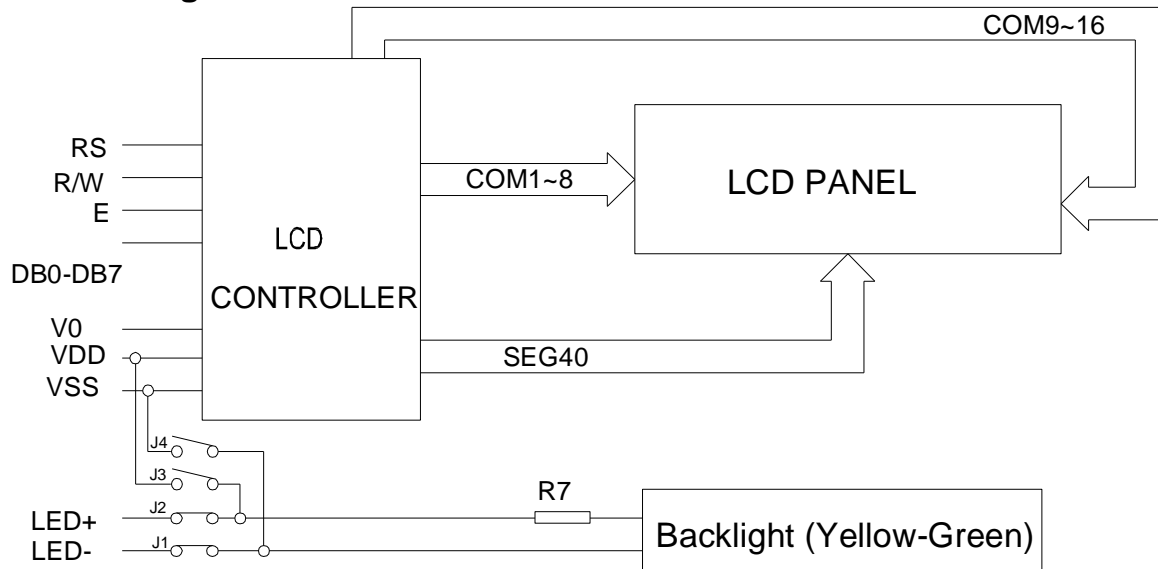 COM9~16
RS
R/W
E
DB0-DB7
V0
VDD
VSS
LCD
CONTROLLER
COM1~8
LCD PANEL
SEG40
J4
J3
J2
J1
LED+
LED-
R7
Backlight (Yellow-Green)